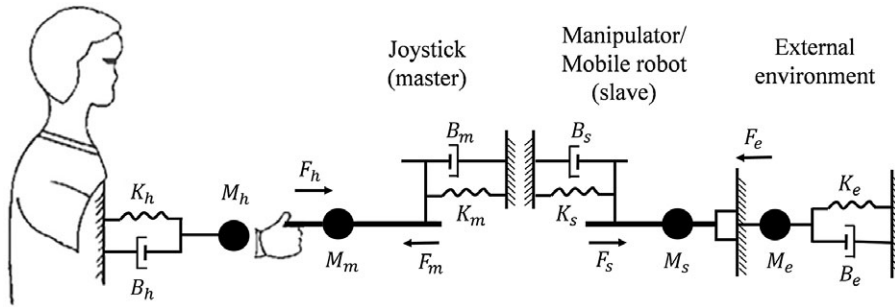 Joystick
(master)
Manipulator/
Mobile robot
(slave)
External
environment
B_m
B_s
F_e
K_h
M_h
F_h
K_m
K_s
K_e
B_h
M_m
F_m
F_s
M_s
M_e
B_e